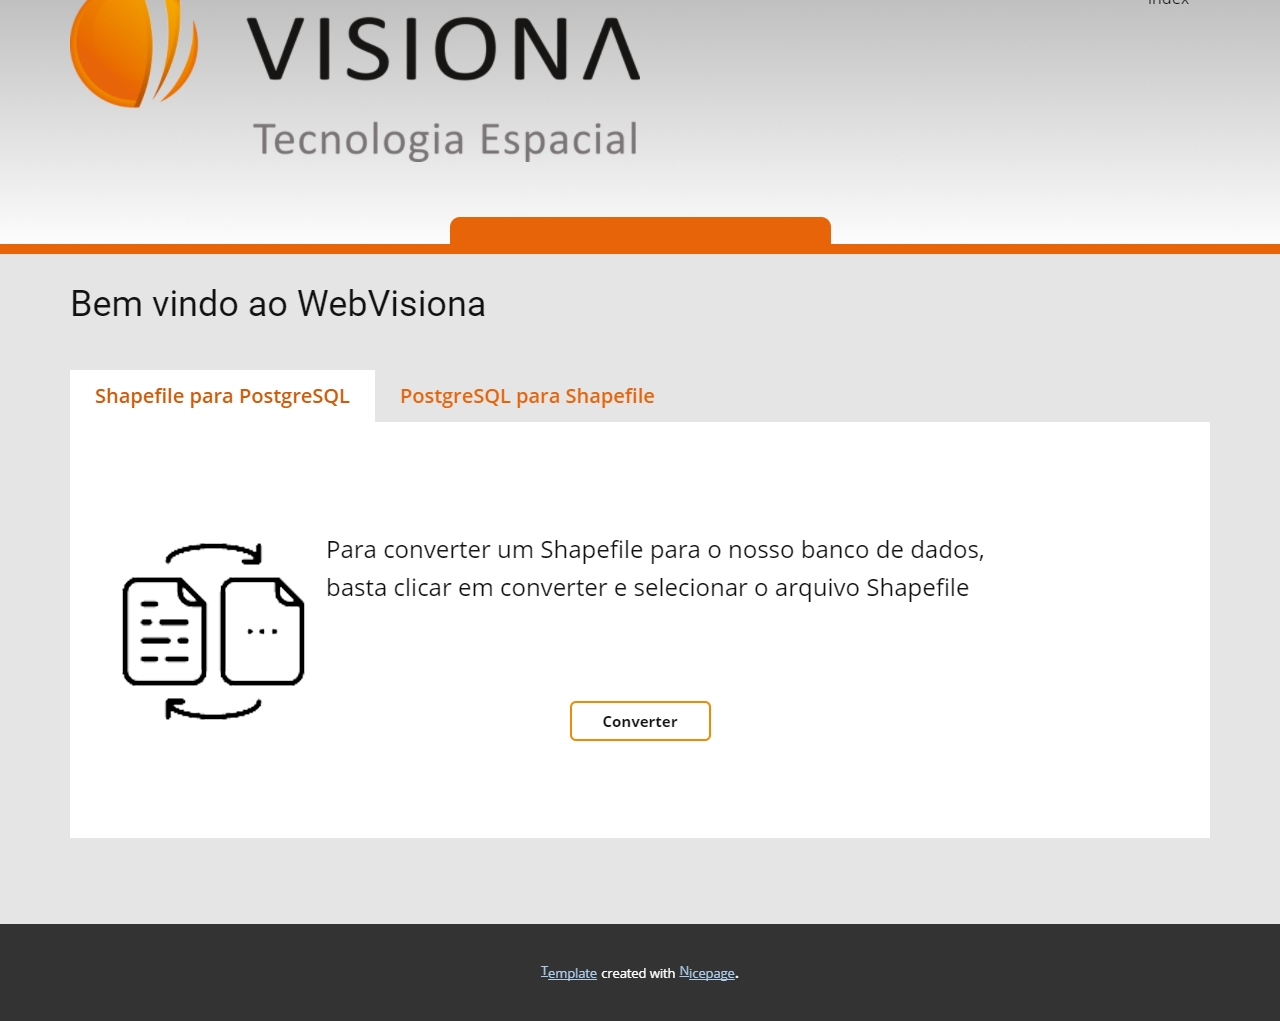 Index
VISIONA
Tecnologia Espacial
Bem vindo ao WebVisiona
Shapefile para PostgreSQL
PostgreSQL para Shapefile
Para converter um Shapefile para o nosso banco de dados,
basta clicar em converter e selecionar o arquivo Shapefile
Converter
Template created with Nicepage.